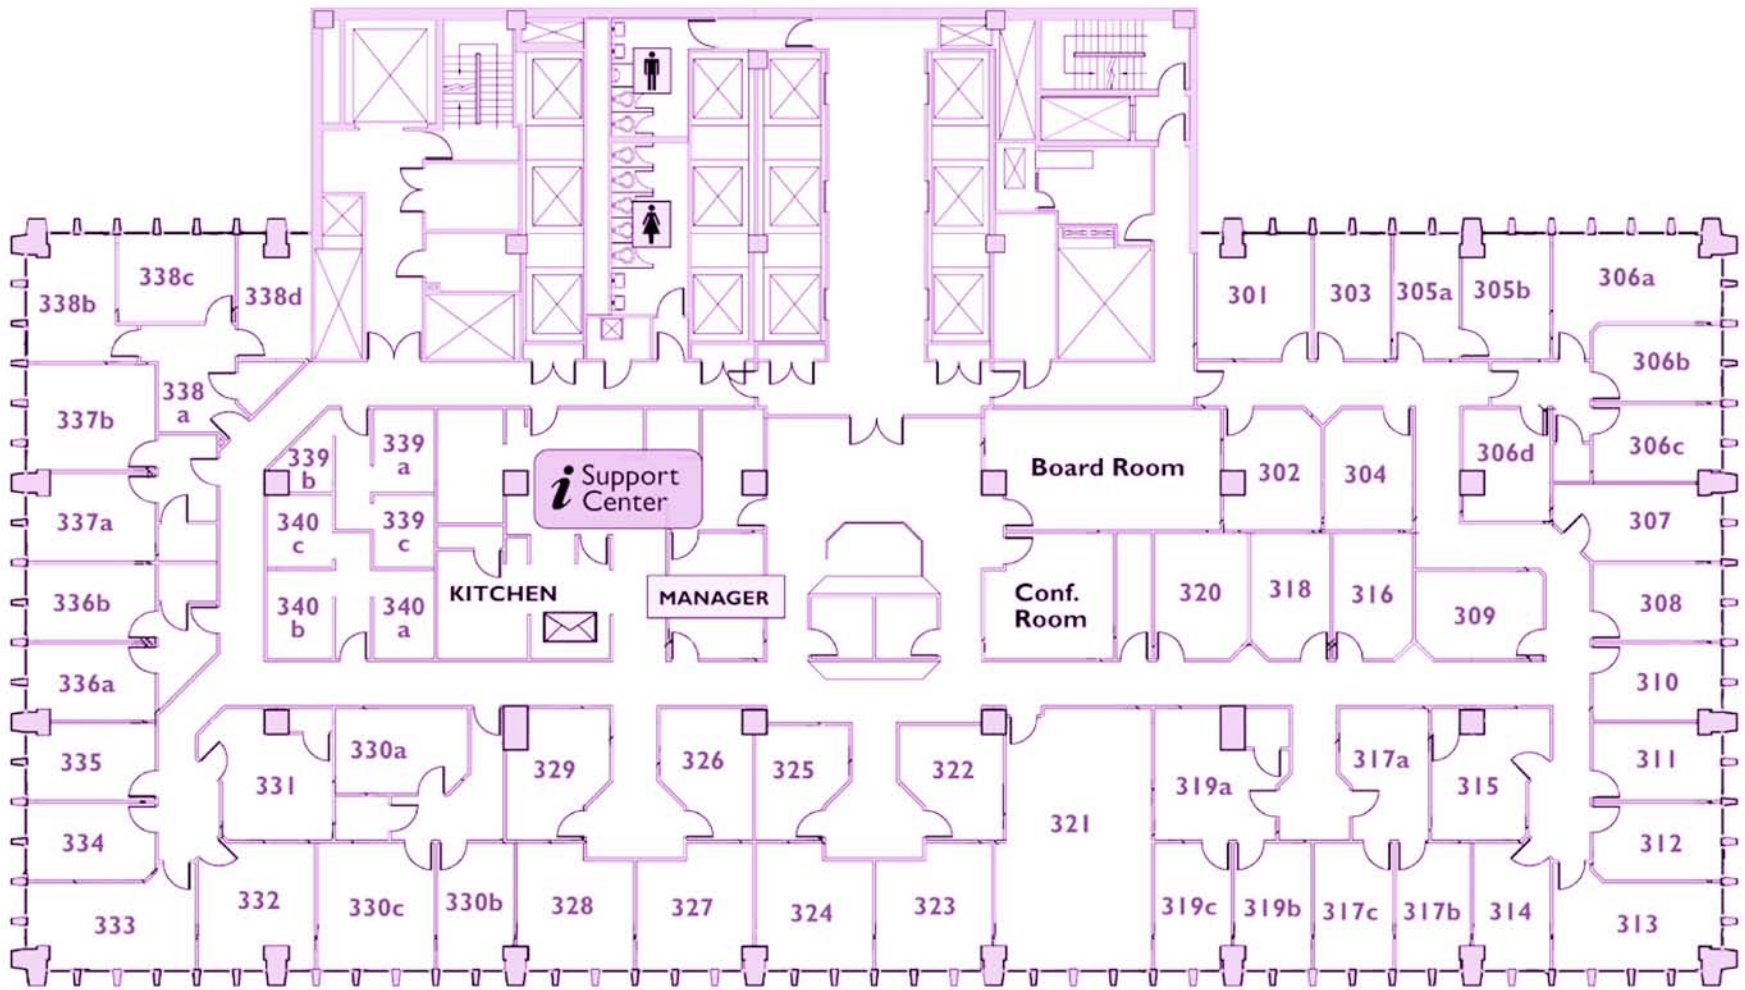 338c
338b
338d
301
303
305a
305b
306a
306b
338
a
337b
306c
339
a
339
b
i Support
Center
Board Room
302
304
306d
337a
340
c
339
c
307
336b
340
b
340
a
KITCHEN
MANAGER
Conf.
Room
320
318
316
309
308
336a
310
335
331
330a
329
326
325
322
321
319a
317a
315
311
334
312
333
332
330c
330b
328
327
324
323
319c
319b
317c
317b
314
313